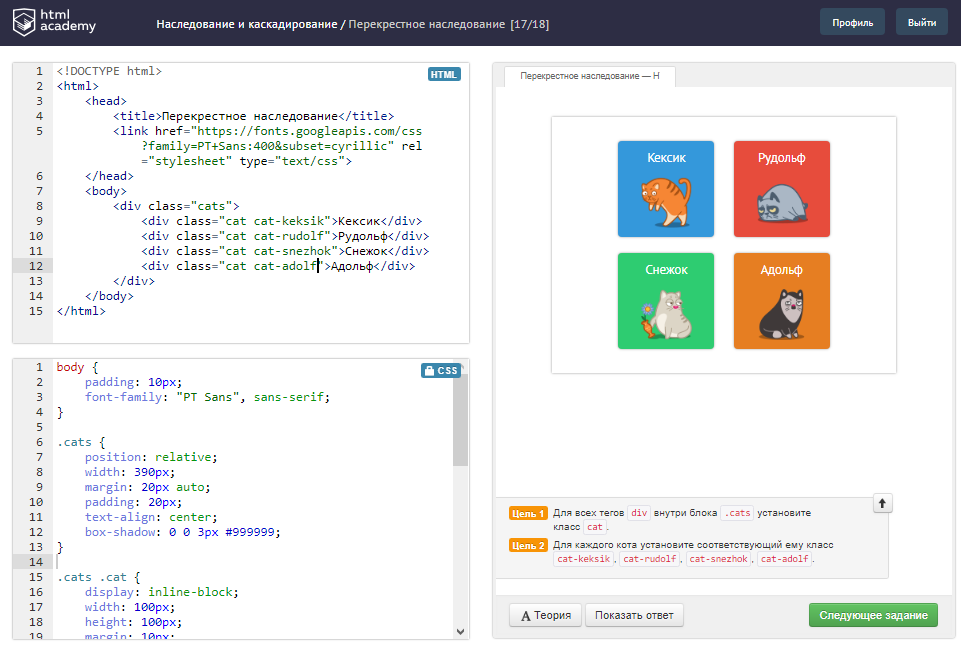 html
academy
Наследование и каскадирование / Перекрестное наследование [17/18]
Профиль
Выйти
HTML
1 <!DOCTYPE html>
2 <html>
3 <head>
4 <title>Перекрестное наследование</title>
5 <link href="https://fonts.googleapis.com/css
?family=PT+Sans:400&subset=cyrillic" rel
="stylesheet" type="text/css">
6 </head>
7 <body>
8 <div class="cats">
9 <div class="cat cat-keksik">Кексик</div>
10 <div class="cat cat-rudolf">Рудольф</div>
11 <div class="cat cat-snezhok">Снежок</div>
12 <div class="cat cat-adolf">Адольф</div>
13 </div>
14 </body>
15 </html>
CSS
1 body {
2 padding: 10px;
3 font-family: "PT Sans", sans-serif;
4 }
5
6 .cats {
7 position: relative;
8 width: 390px;
9 margin: 20px auto;
10 padding: 20px;
11 text-align: center;
12 box-shadow: 0 0 3px #999999;
13 }
14
15 .cats .cat {
16 display: inline-block;
17 width: 100px;
18 height: 100px;
19 margin: 10px;
Перекрестное наследование — Н
Кексик
Рудольф
Снежок
Адольф
Цель 1 Для всех тегов div внутри блока .cats установите
класс cat .
Цель 2 Для каждого кота установите соответствующий ему класс
cat-keksik , cat-rudolf , cat-snezhok , cat-adolf .
А Теория
Показать ответ
Следующее задание